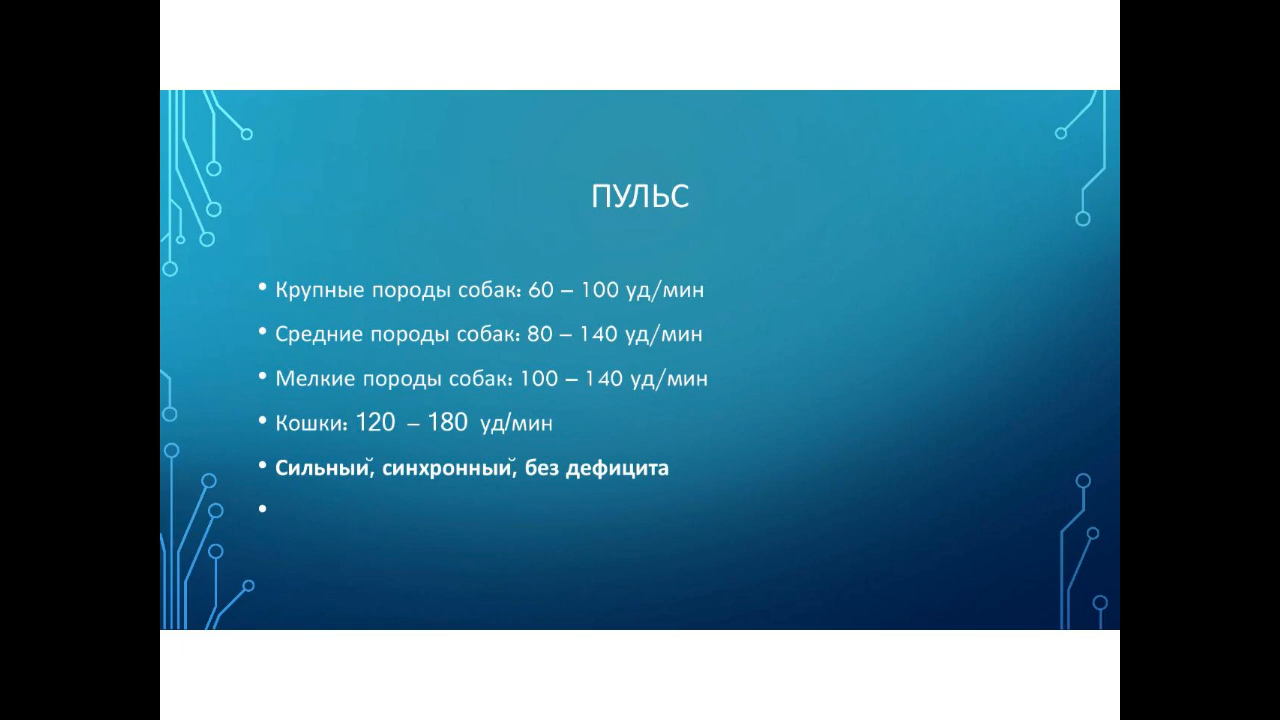 ПУЛЬС
• Крупные породы собак: 60 – 100 уд/мин
• Средние породы собак: 80 – 140 уд/мин
• Мелкие породы собак: 100 – 140 уд/мин
• Кошки: 120 – 180 уд/мин
• Сильный, синхронный, без дефицита
•